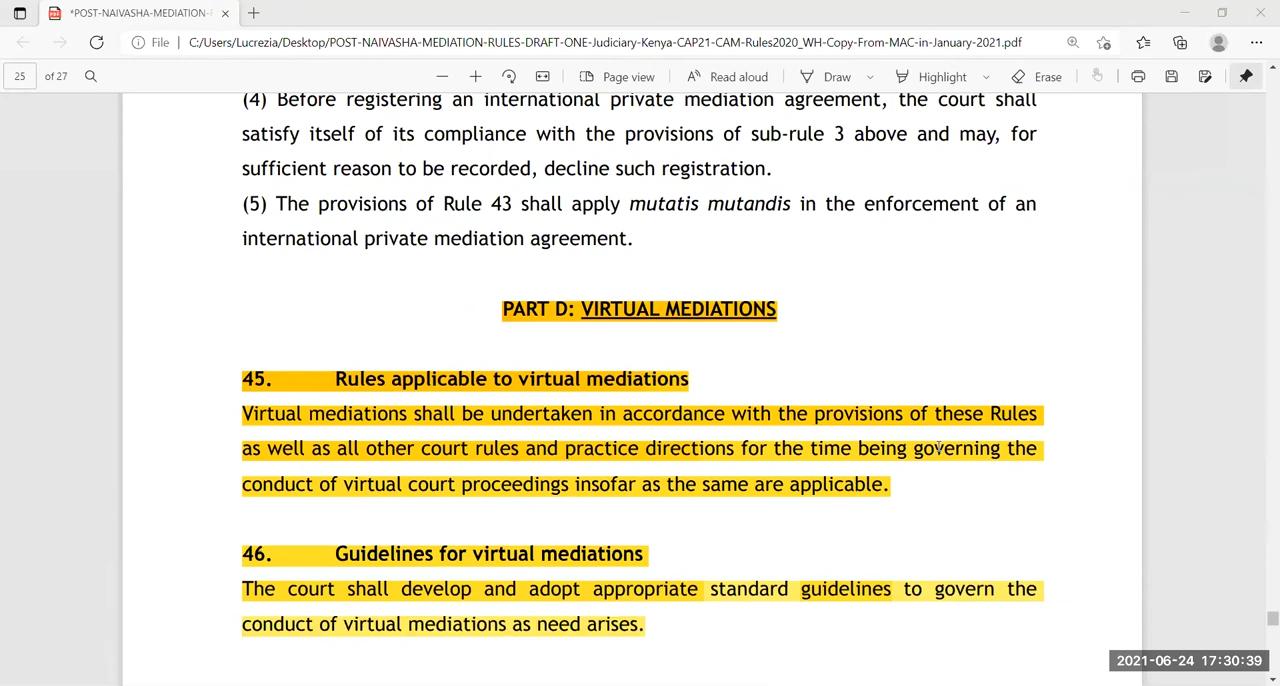 *POST-NAIVASHA-MEDIATION-
File
C:/Users/Lucrezia/Desktop/POST-NAIVASHA-MEDIATION-RULES-DRAFT-ONE-Judiciary-Kenya-CAP21-CAM-Rules2020_WH-Copy-From-MAC-in-January-2021.pdf
25 of 27 Page view Read aloud Draw Highlight Erase
(4) Before registering an international private mediation agreement, the court shall
satisfy itself of its compliance with the provisions of sub-rule 3 above and may, for
sufficient reason to be recorded, decline such registration.
(5) The provisions of Rule 43 shall apply mutatis mutandis in the enforcement of an
international private mediation agreement.
PART D: VIRTUAL MEDIATIONS
45. Rules applicable to virtual mediations
Virtual mediations shall be undertaken in accordance with the provisions of these Rules
as well as all other court rules and practice directions for the time being governing the
conduct of virtual court proceedings insofar as the same are applicable.
46. Guidelines for virtual mediations
The court shall develop and adopt appropriate standard guidelines to govern the
conduct of virtual mediations as need arises.
2021-06-24 17:30:39